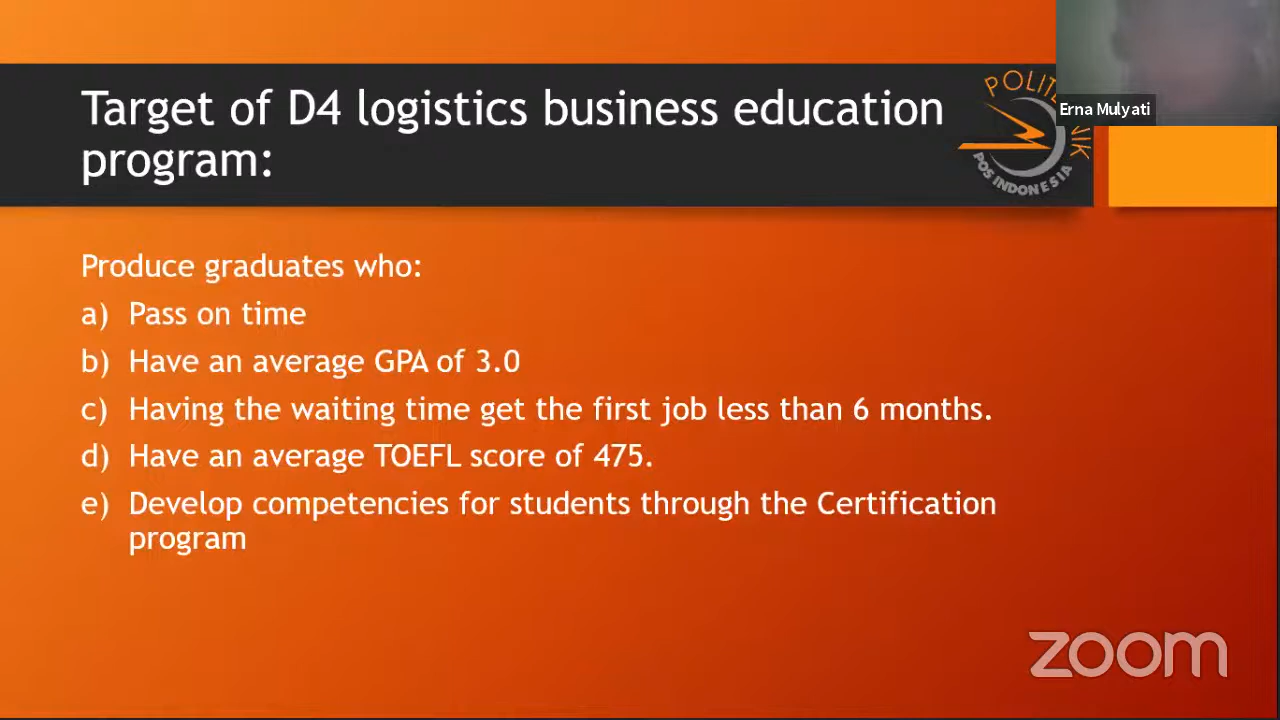 Target of D4 logistics business education
program:
POLITE
NIK
POS INDONESIA
Erna Mulyati
Produce graduates who:
a) Pass on time
b) Have an average GPA of 3.0
c) Having the waiting time get the first job less than 6 months.
d) Have an average TOEFL score of 475.
e) Develop competencies for students through the Certification
program
zoom